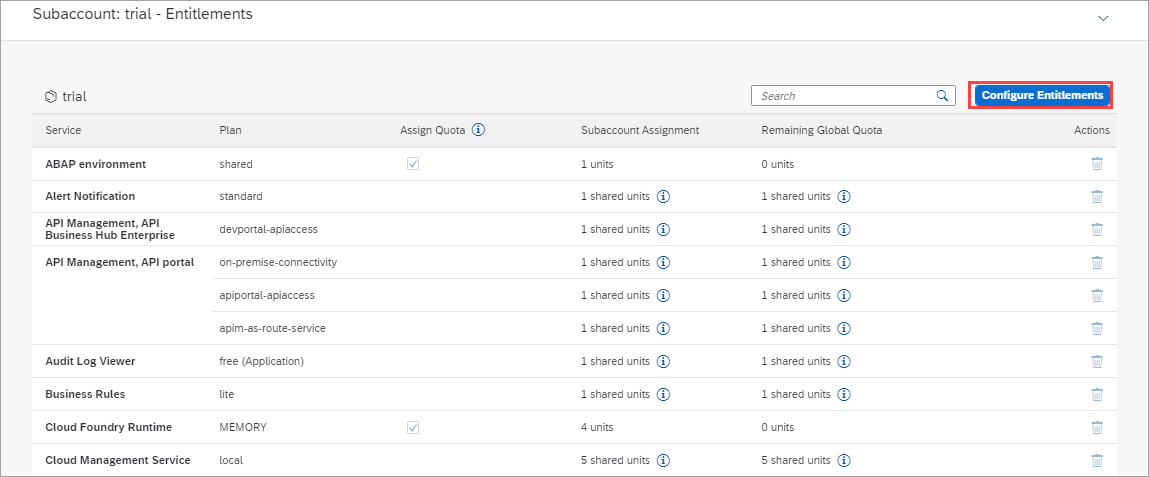 Subaccount: trial - Entitlements
trial
Search
Configure Entitlements
Service Plan Assign Quota Subaccount Assignment Remaining Global Quota Actions
ABAP environment shared 1 units 0 units
Alert Notification standard 1 shared units 1 shared units
API Management, API
Business Hub Enterprise devportal-apiaccess 1 shared units 1 shared units
API Management, API portal on-premise-connectivity 1 shared units 1 shared units
apiportal-apiaccess 1 shared units 1 shared units
apim-as-route-service 1 shared units 1 shared units
Audit Log Viewer free (Application) 1 shared units 1 shared units
Business Rules lite 1 shared units 1 shared units
Cloud Foundry Runtime MEMORY 4 units 0 units
Cloud Management Service local 5 shared units 5 shared units